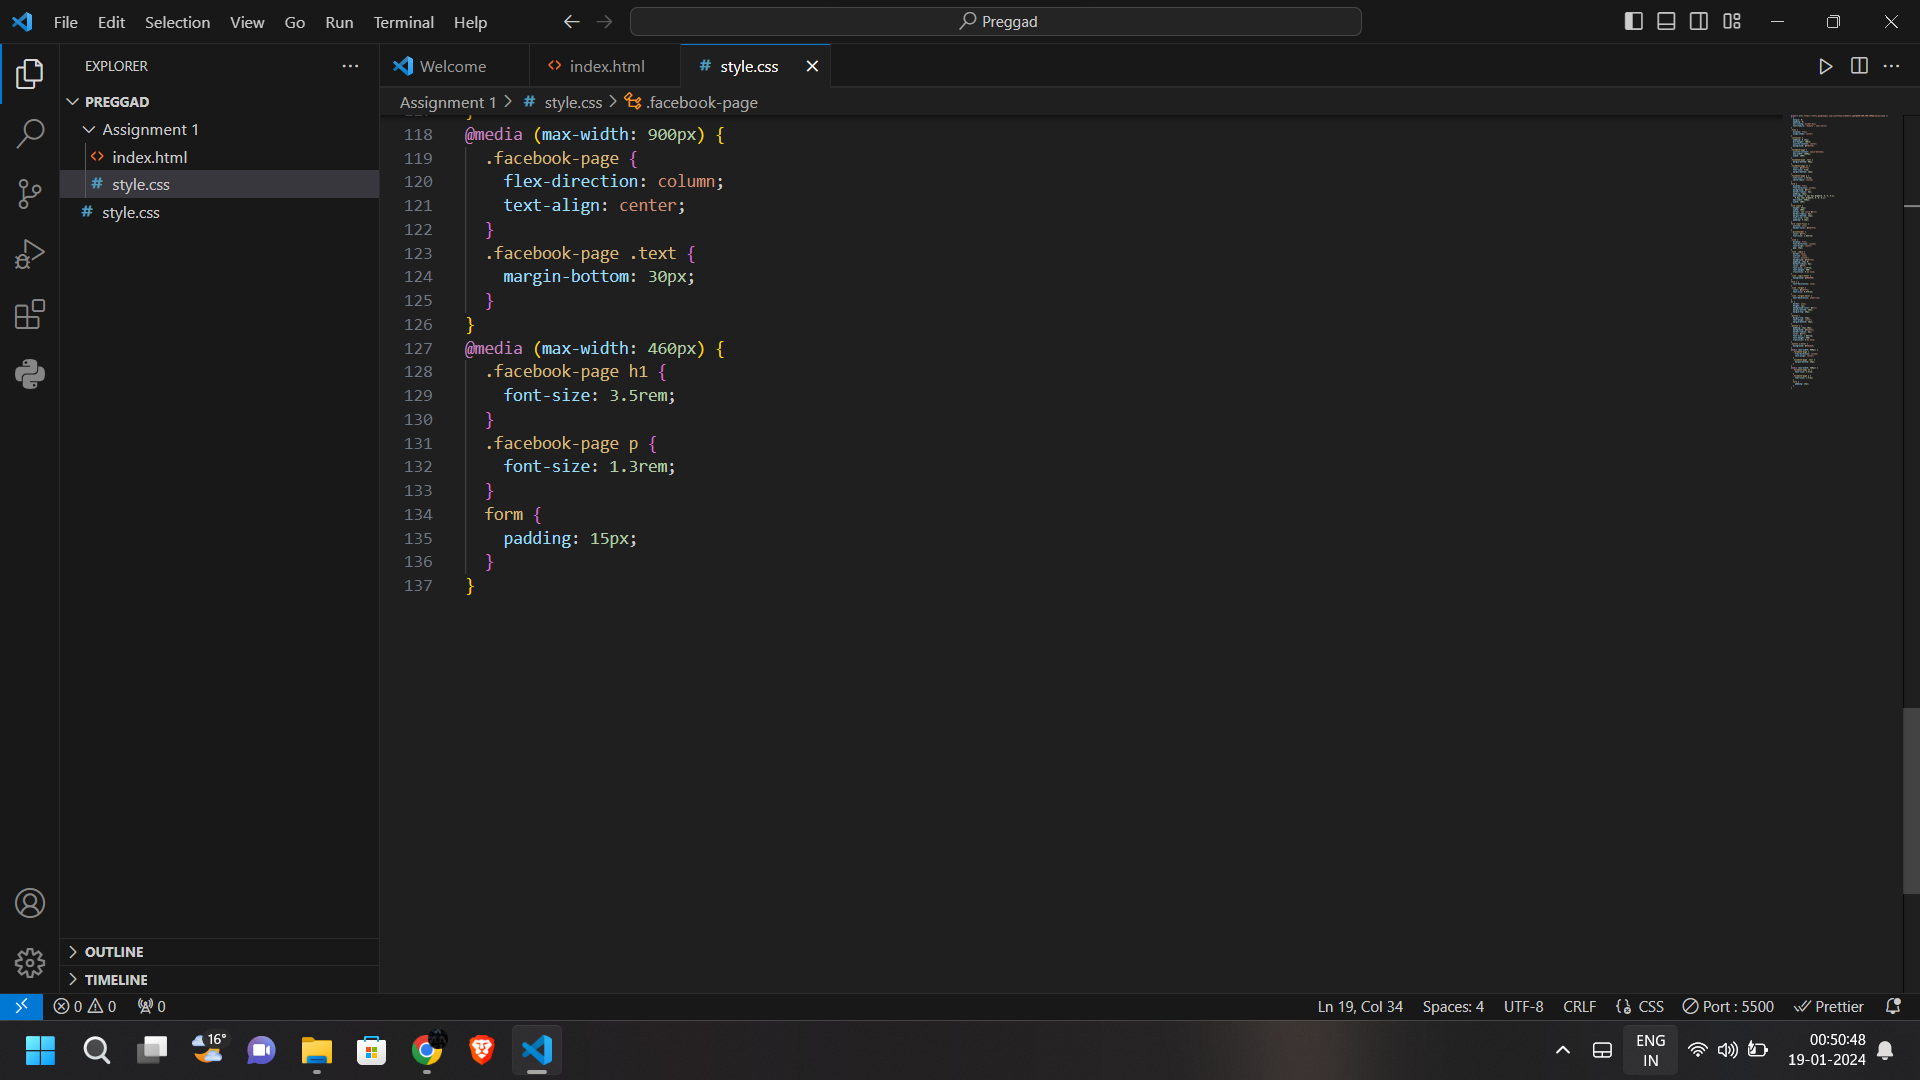 File Edit Selection View Go Run Terminal Help
Preggad
EXPLORER
PREGGAD
Assignment 1
index.html
style.css
style.css
OUTLINE
TIMELINE
Welcome
index.html
style.css
Assignment 1 > # style.css > .facebook-page
118 @media (max-width: 900px) {
119 .facebook-page {
120 flex-direction: column;
121 text-align: center;
122 }
123 .facebook-page .text {
124 margin-bottom: 30px;
125 }
126 }
127 @media (max-width: 460px) {
128 .facebook-page h1 {
129 font-size: 3.5rem;
130 }
131 .facebook-page p {
132 font-size: 1.3rem;
133 }
134 form {
135 padding: 15px;
136 }
137 }
0 0 0
Ln 19, Col 34 Spaces: 4 UTF-8 CRLF CSS Port : 5500 Prettier
16°
ENG
IN
00:50:48
19-01-2024